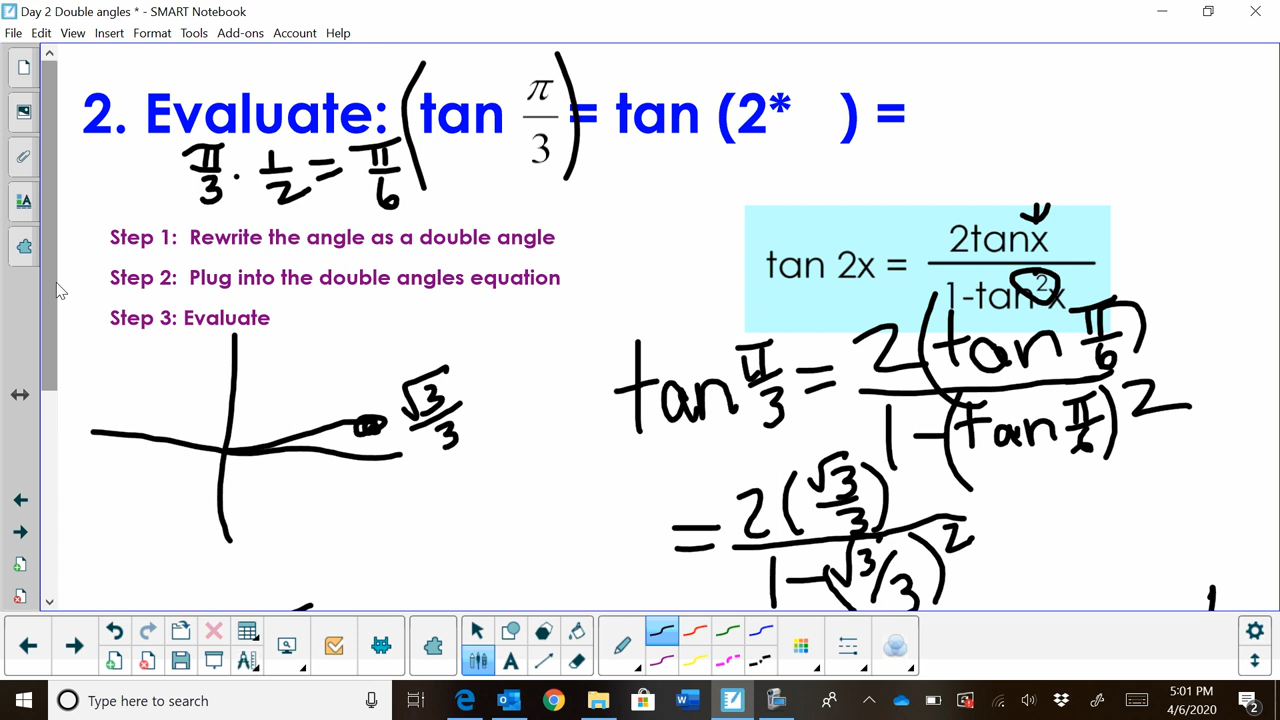 Day 2 Double angles * - SMART Notebook
File Edit View Insert Format Tools Add-ons Account Help
2. Evaluate: (tan π/3) = tan (2* ) =
π/3 · 1/2 = π/6
Step 1: Rewrite the angle as a double angle
Step 2: Plug into the double angles equation
Step 3: Evaluate
tan 2x = 2tanx / 1-tan²x
√3/3
tan π/3 = 2(tan π/6) / 1-(tan π/6)²
= 2(√3/3) / 1-(√3/3)²
Type here to search
5:01 PM
4/6/2020
2